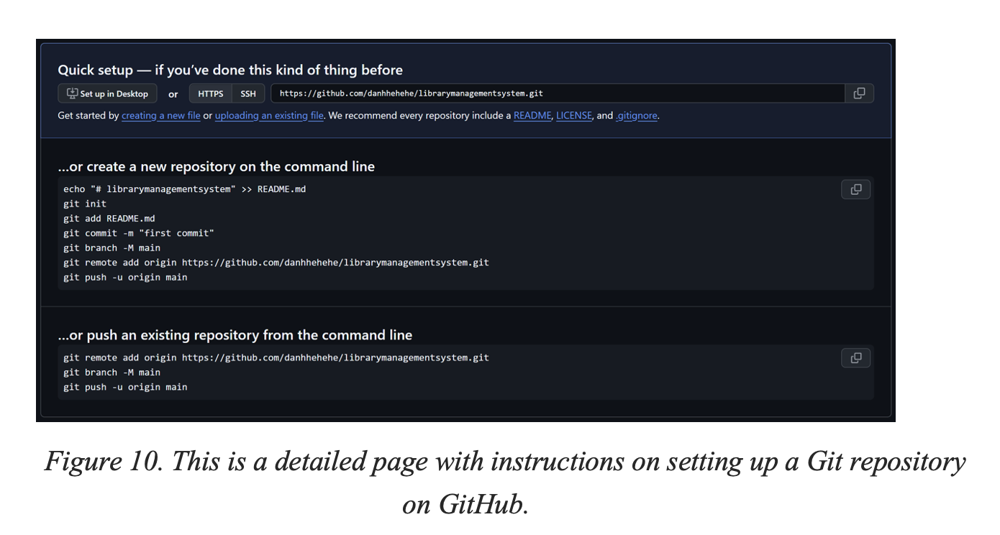 Quick setup — if you've done this kind of thing before
Set up in Desktop or HTTPS SSH https://github.com/danhhehehe/librarymanagementsystem.git
Get started by creating a new file or uploading an existing file. We recommend every repository include a README, LICENSE, and .gitignore.
...or create a new repository on the command line
echo "# librarymanagementsystem" >> README.md
git init
git add README.md
git commit -m "first commit"
git branch -M main
git remote add origin https://github.com/danhhehehe/librarymanagementsystem.git
git push -u origin main
...or push an existing repository from the command line
git remote add origin https://github.com/danhhehehe/librarymanagementsystem.git
git branch -M main
git push -u origin main
Figure 10. This is a detailed page with instructions on setting up a Git repository
on GitHub.